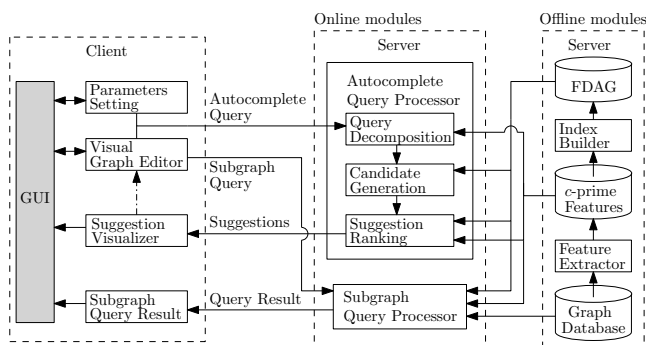 Online modules
Offline modules
Client
Server
Server
Parameters
Setting
Autocomplete
Query
Autocomplete
Query Processor
FDAG
Visual
Graph Editor
Query
Decomposition
Index
Builder
Subgraph
Query
Candidate
Generation
GUI
c-prime
Features
Suggestion
Visualizer
Suggestions
Suggestion
Ranking
Feature
Extractor
Subgraph
Query Result
Query Result
Subgraph
Query Processor
Graph
Database